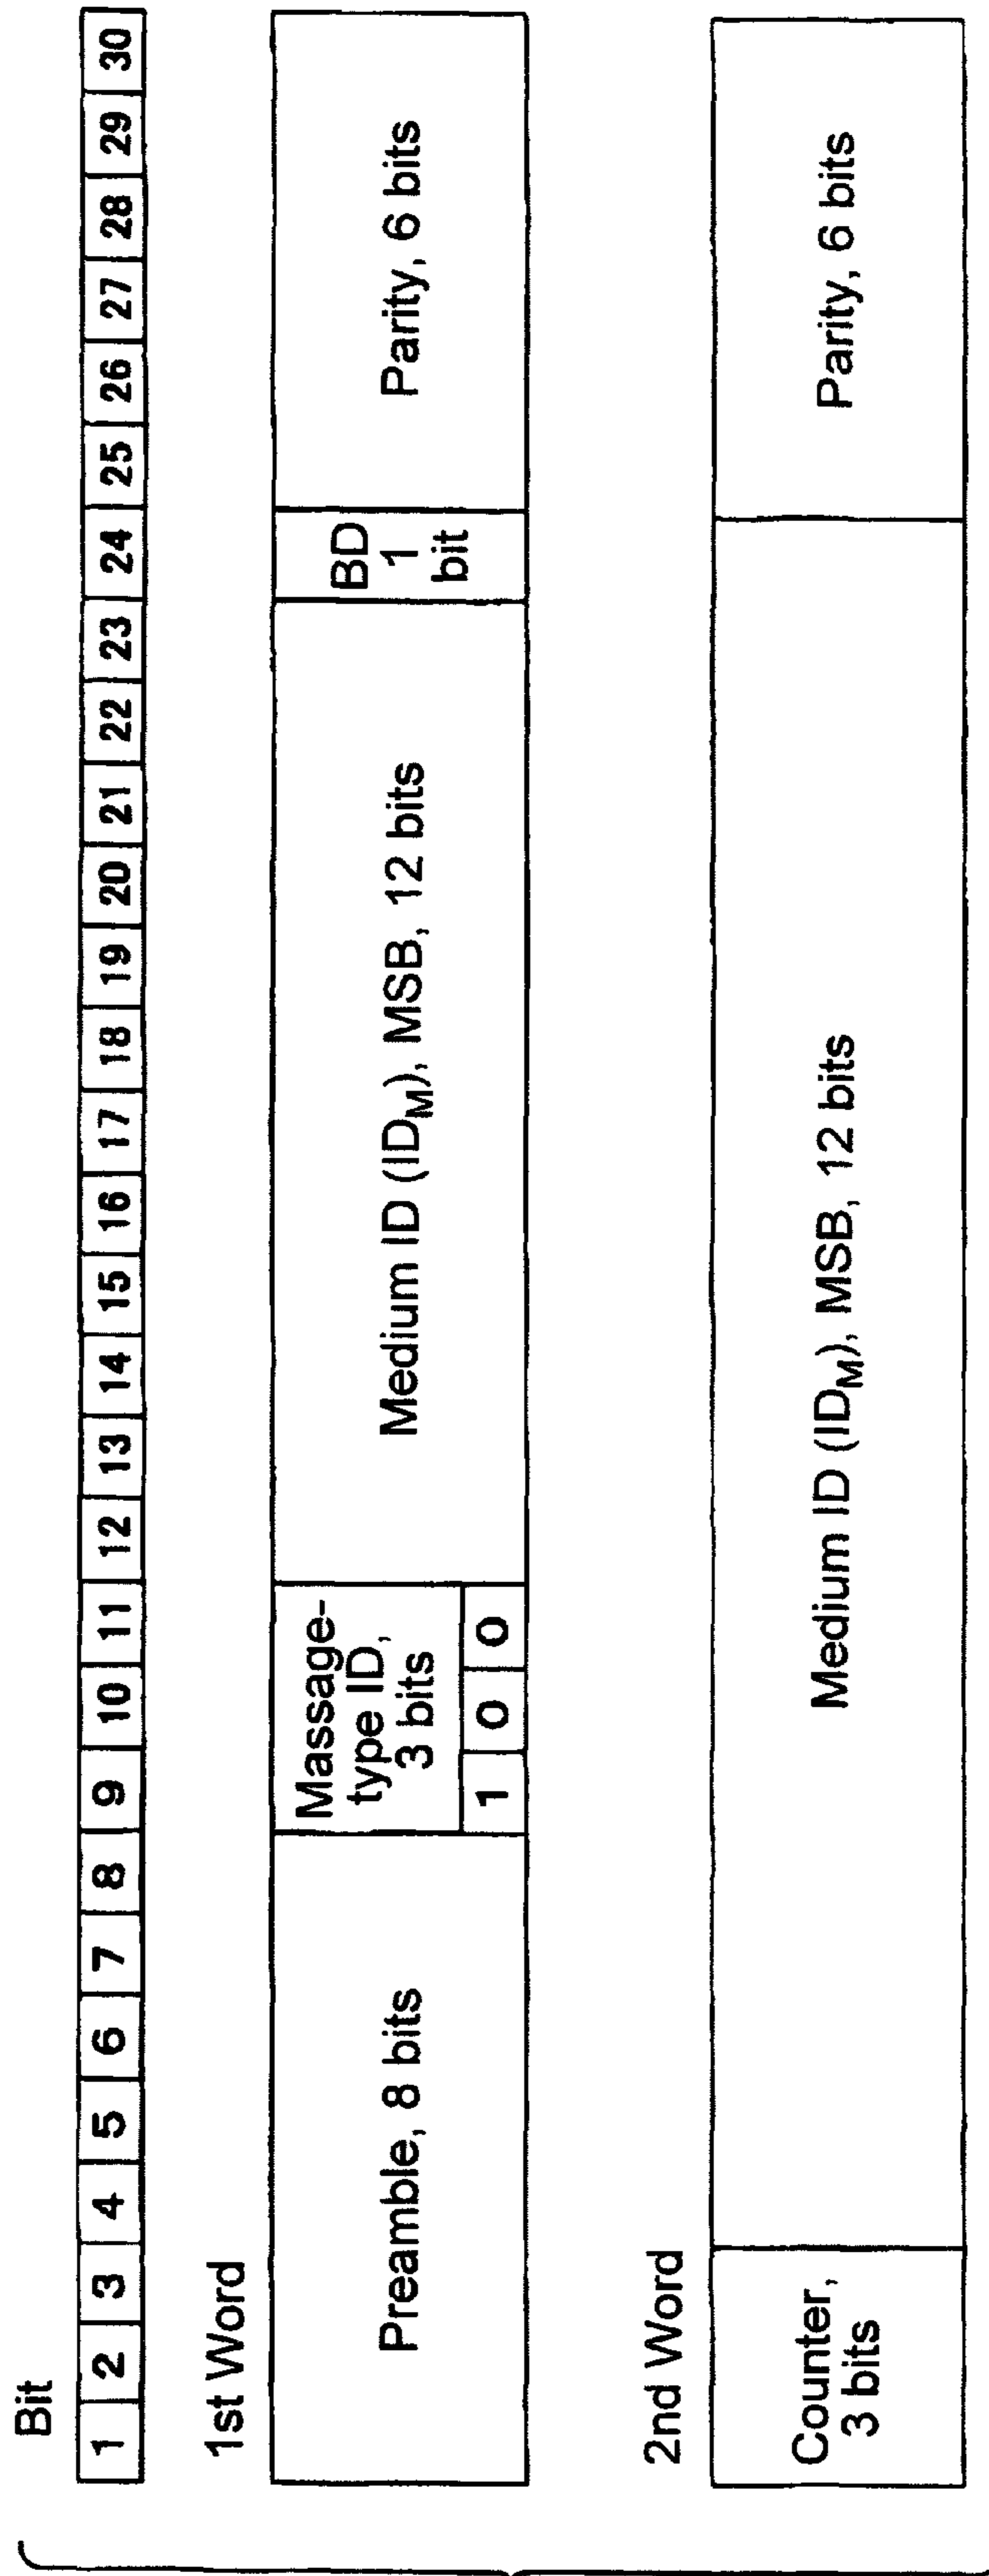 Bit
1 2 3 4 5 6 7 8 9 10 11 12 13 14 15 16 17 18 19 20 21 22 23 24 25 26 27 28 29 30
1st Word
Preamble, 8 bits
Massage-
type ID,
3 bits
1 0 0
Medium ID (ID_M), MSB, 12 bits
BD
1
bit
Parity, 6 bits
2nd Word
Counter,
3 bits
Medium ID (ID_M), MSB, 12 bits
Parity, 6 bits